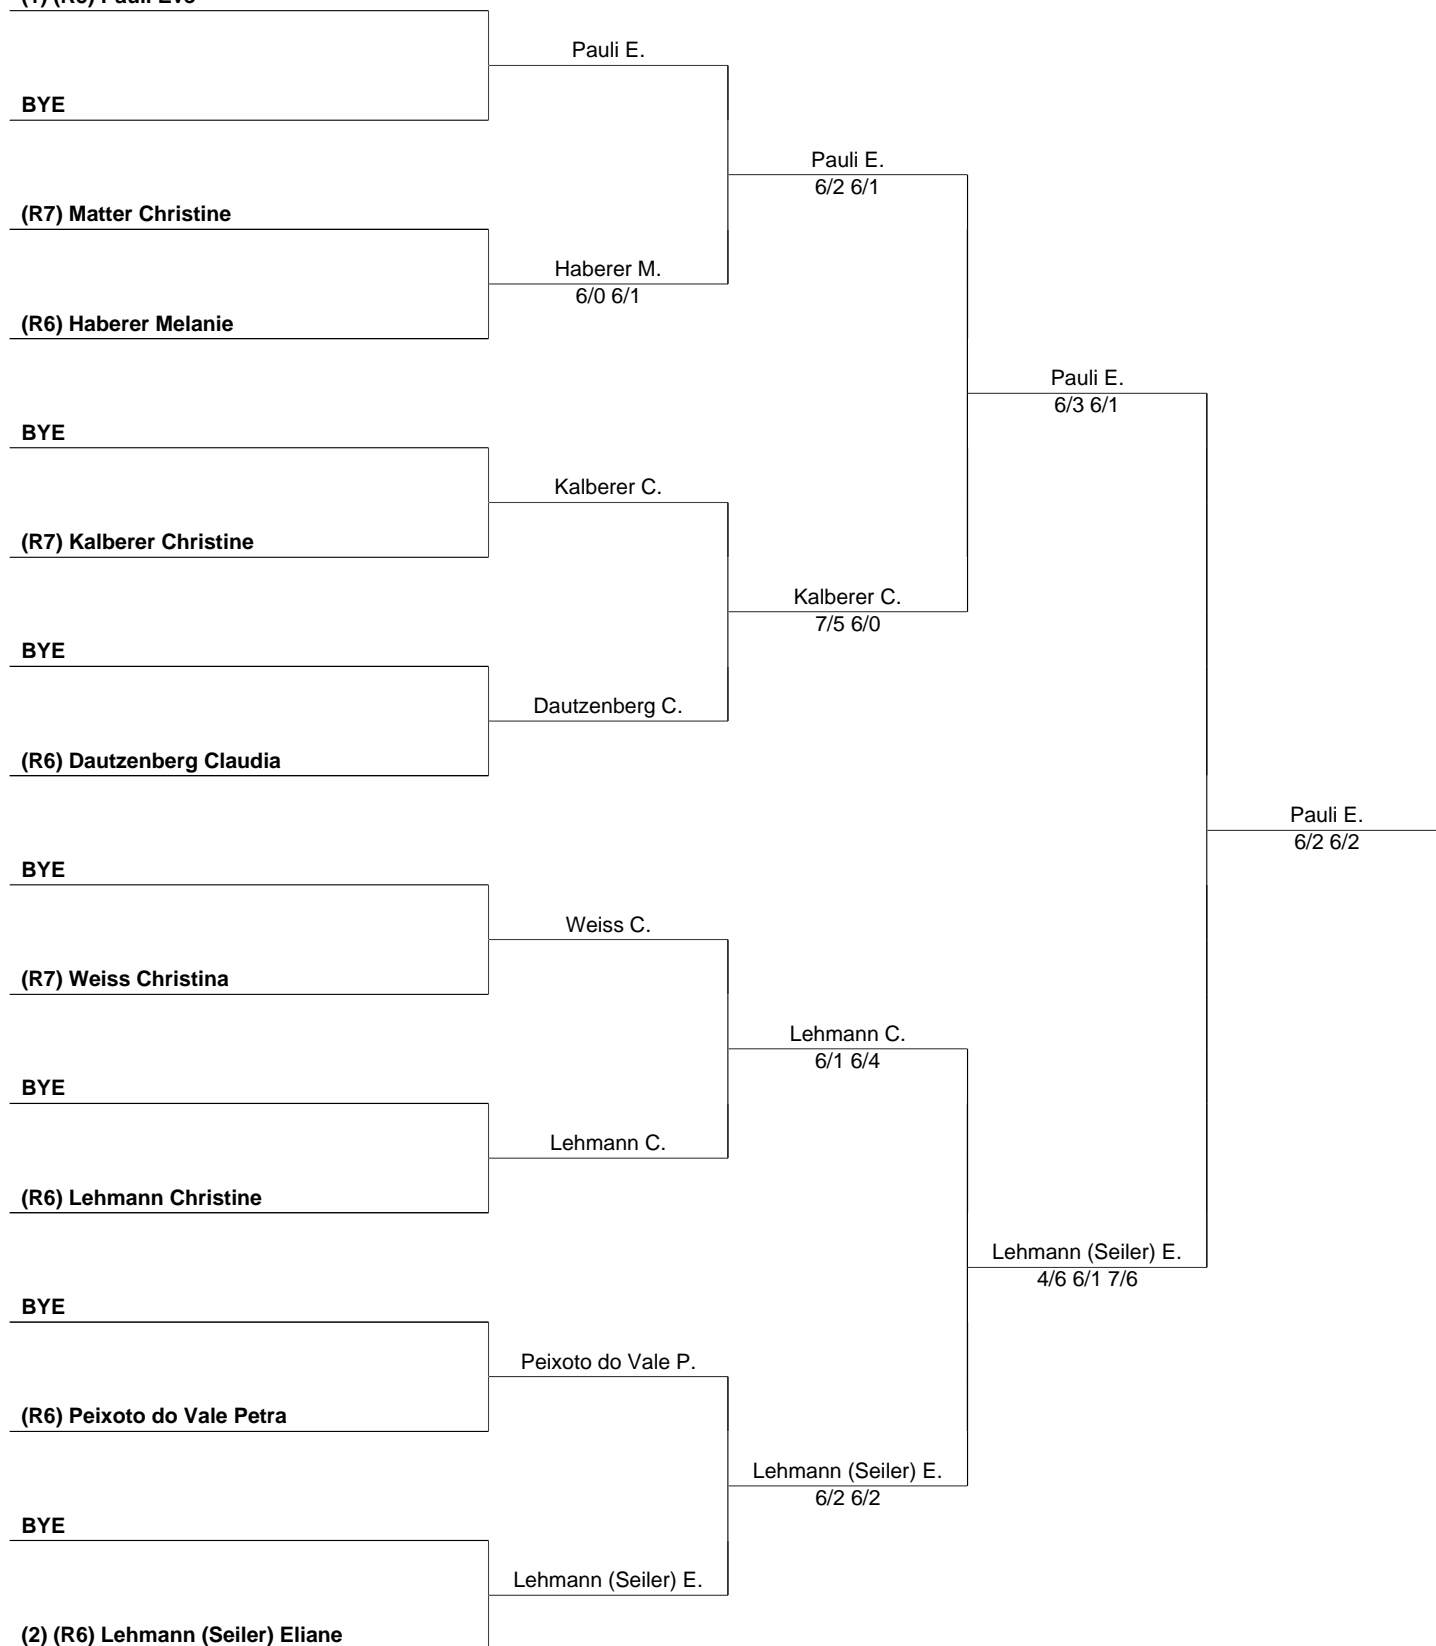 (1) Pauli
Pauli E.
BYE
Pauli E.
6/2 6/1
(R7) Matter Christine
Haberer M.
6/0 6/1
(R6) Haberer Melanie
Pauli E.
6/3 6/1
BYE
Kalberer C.
(R7) Kalberer Christine
Kalberer C.
7/5 6/0
BYE
Dautzenberg C.
(R6) Dautzenberg Claudia
Pauli E.
6/2 6/2
BYE
Weiss C.
(R7) Weiss Christina
Lehmann C.
6/1 6/4
BYE
Lehmann C.
(R6) Lehmann Christine
Lehmann (Seiler) E.
4/6 6/1 7/6
BYE
Peixoto do Vale P.
(R6) Peixoto do Vale Petra
Lehmann (Seiler) E.
6/2 6/2
BYE
Lehmann (Seiler) E.
(2) (R6) Lehmann (Seiler) Eliane